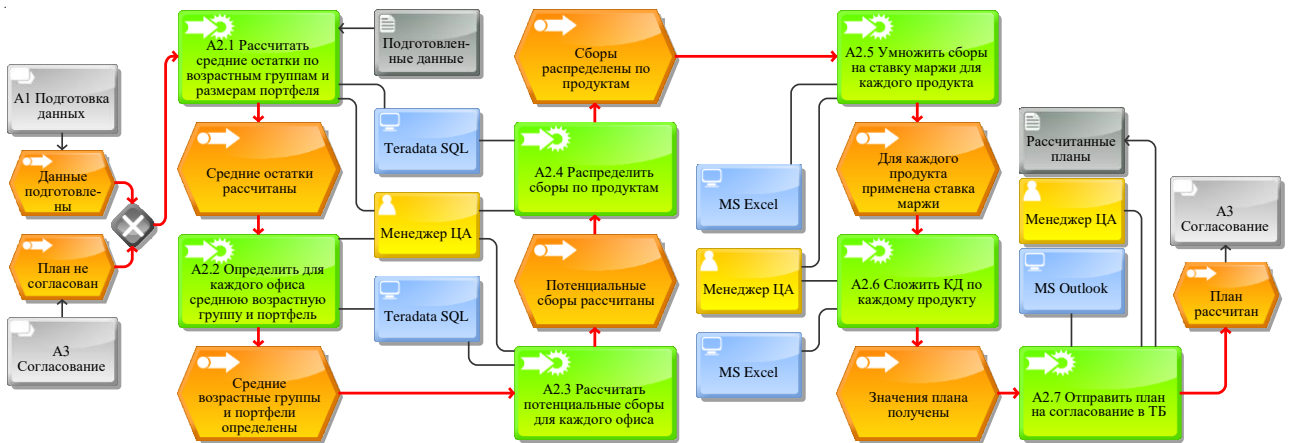 А1 Подготовка
данных
Данные
подготовле-
ны
План не
согласован
А3
Согласование
А2.1 Рассчитать
средние остатки по
возрастным группам и
размерам портфеля
Подготовлен-
ные данные
Средние остатки
рассчитаны
Teradata SQL
Менеджер ЦА
А2.2 Определить для
каждого офиса
среднюю возрастную
группу и портфель
Teradata SQL
Средние
возрастные группы
и портфели
определены
А2.3 Рассчитать
потенциальные сборы
для каждого офиса
Потенциальные
сборы рассчитаны
А2.4 Распределить
сборы по продуктам
Сборы
распределены по
продуктам
А2.5 Умножить сборы
на ставку маржи для
каждого продукта
MS Excel
Для каждого
продукта
применена ставка
маржи
Менеджер ЦА
А2.6 Сложить КД по
каждому продукту
MS Excel
Значения плана
получены
Рассчитанные
планы
Менеджер ЦА
MS Outlook
А2.7 Отправить план
на согласование в ТБ
План
рассчитан
А3
Согласование